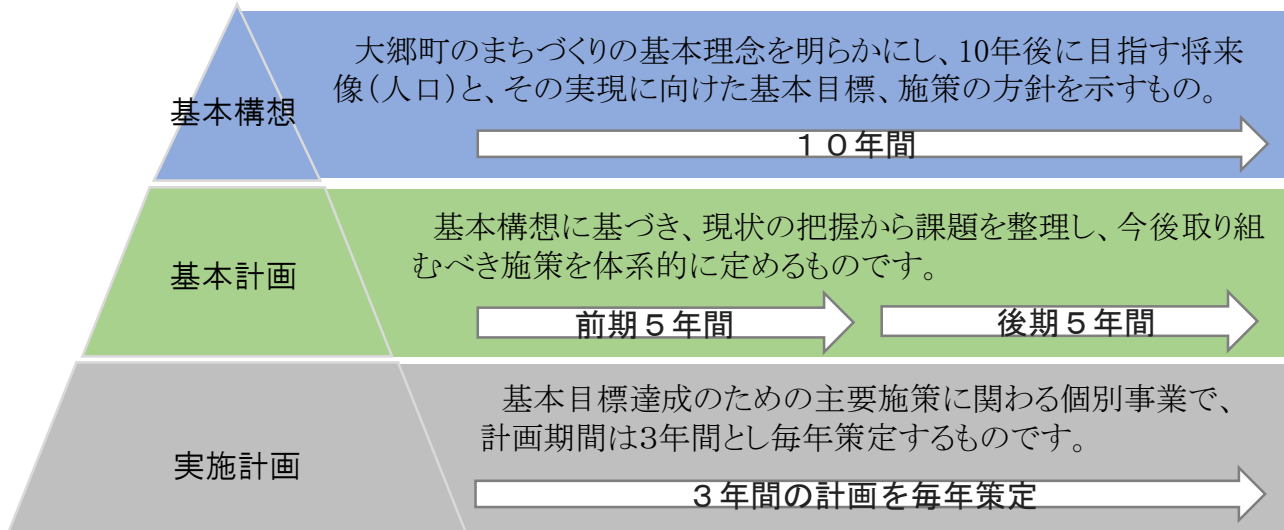 基本構想
大郷町のまちづくりの基本理念を明らかにし、10年後に目指す将来
像(人口)と、その実現に向けた基本目標、施策の方針を示すもの。
１０年間
基本計画
基本構想に基づき、現状の把握から課題を整理し、今後取り組
むべき施策を体系的に定めるものです。
前期５年間
後期５年間
実施計画
基本目標達成のための主要施策に関わる個別事業で、
計画期間は3年間とし毎年策定するものです。
３年間の計画を毎年策定